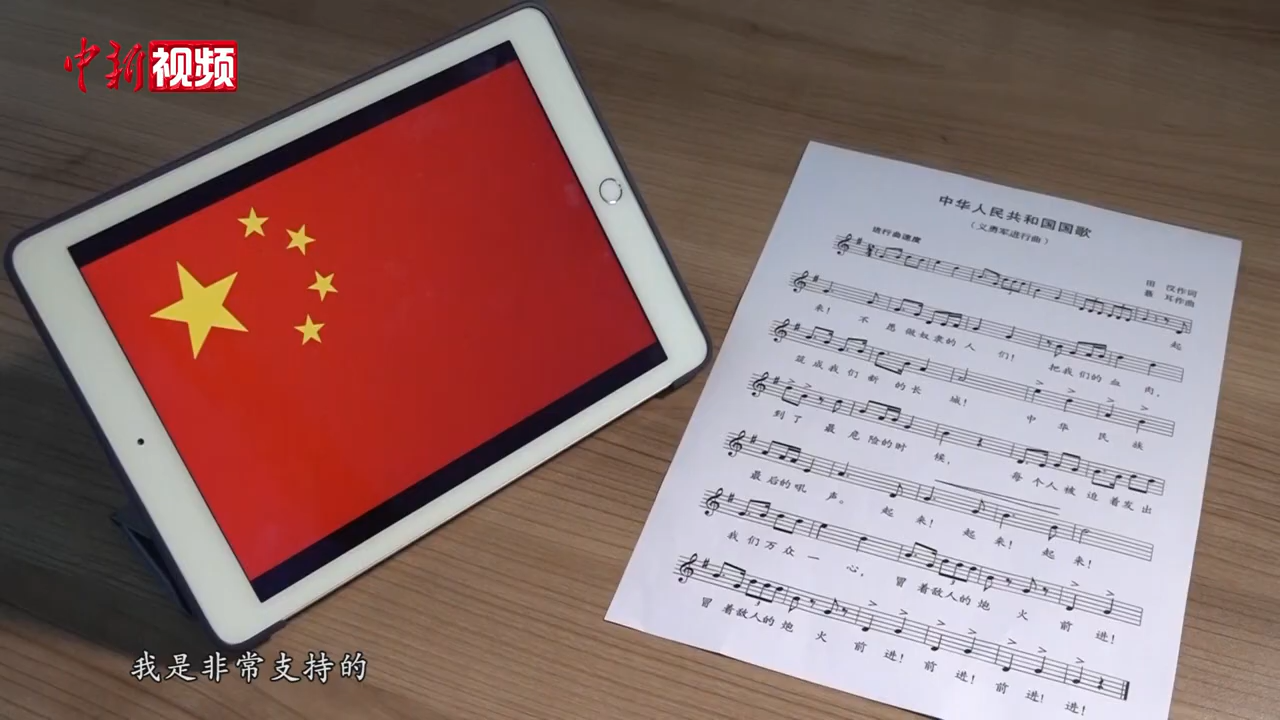 中新视频
中华人民共和国国歌
（义勇军进行曲）
进行曲速度
田 汉作词
聂 耳作曲
起
来！ 不愿做奴隶的人 们！ 把我们的血 肉，
筑成我们新的长 城！ 中 华 民 族
到了 最危险的时 候， 每个人被迫着发出
最后的吼 声。 起 来！ 起 来！ 起 来！
我们万众一 心， 冒着敌人的炮 火 前 进！
冒着敌人的炮 火 前 进！ 前 进！ 前 进！ 进！
我是非常支持的